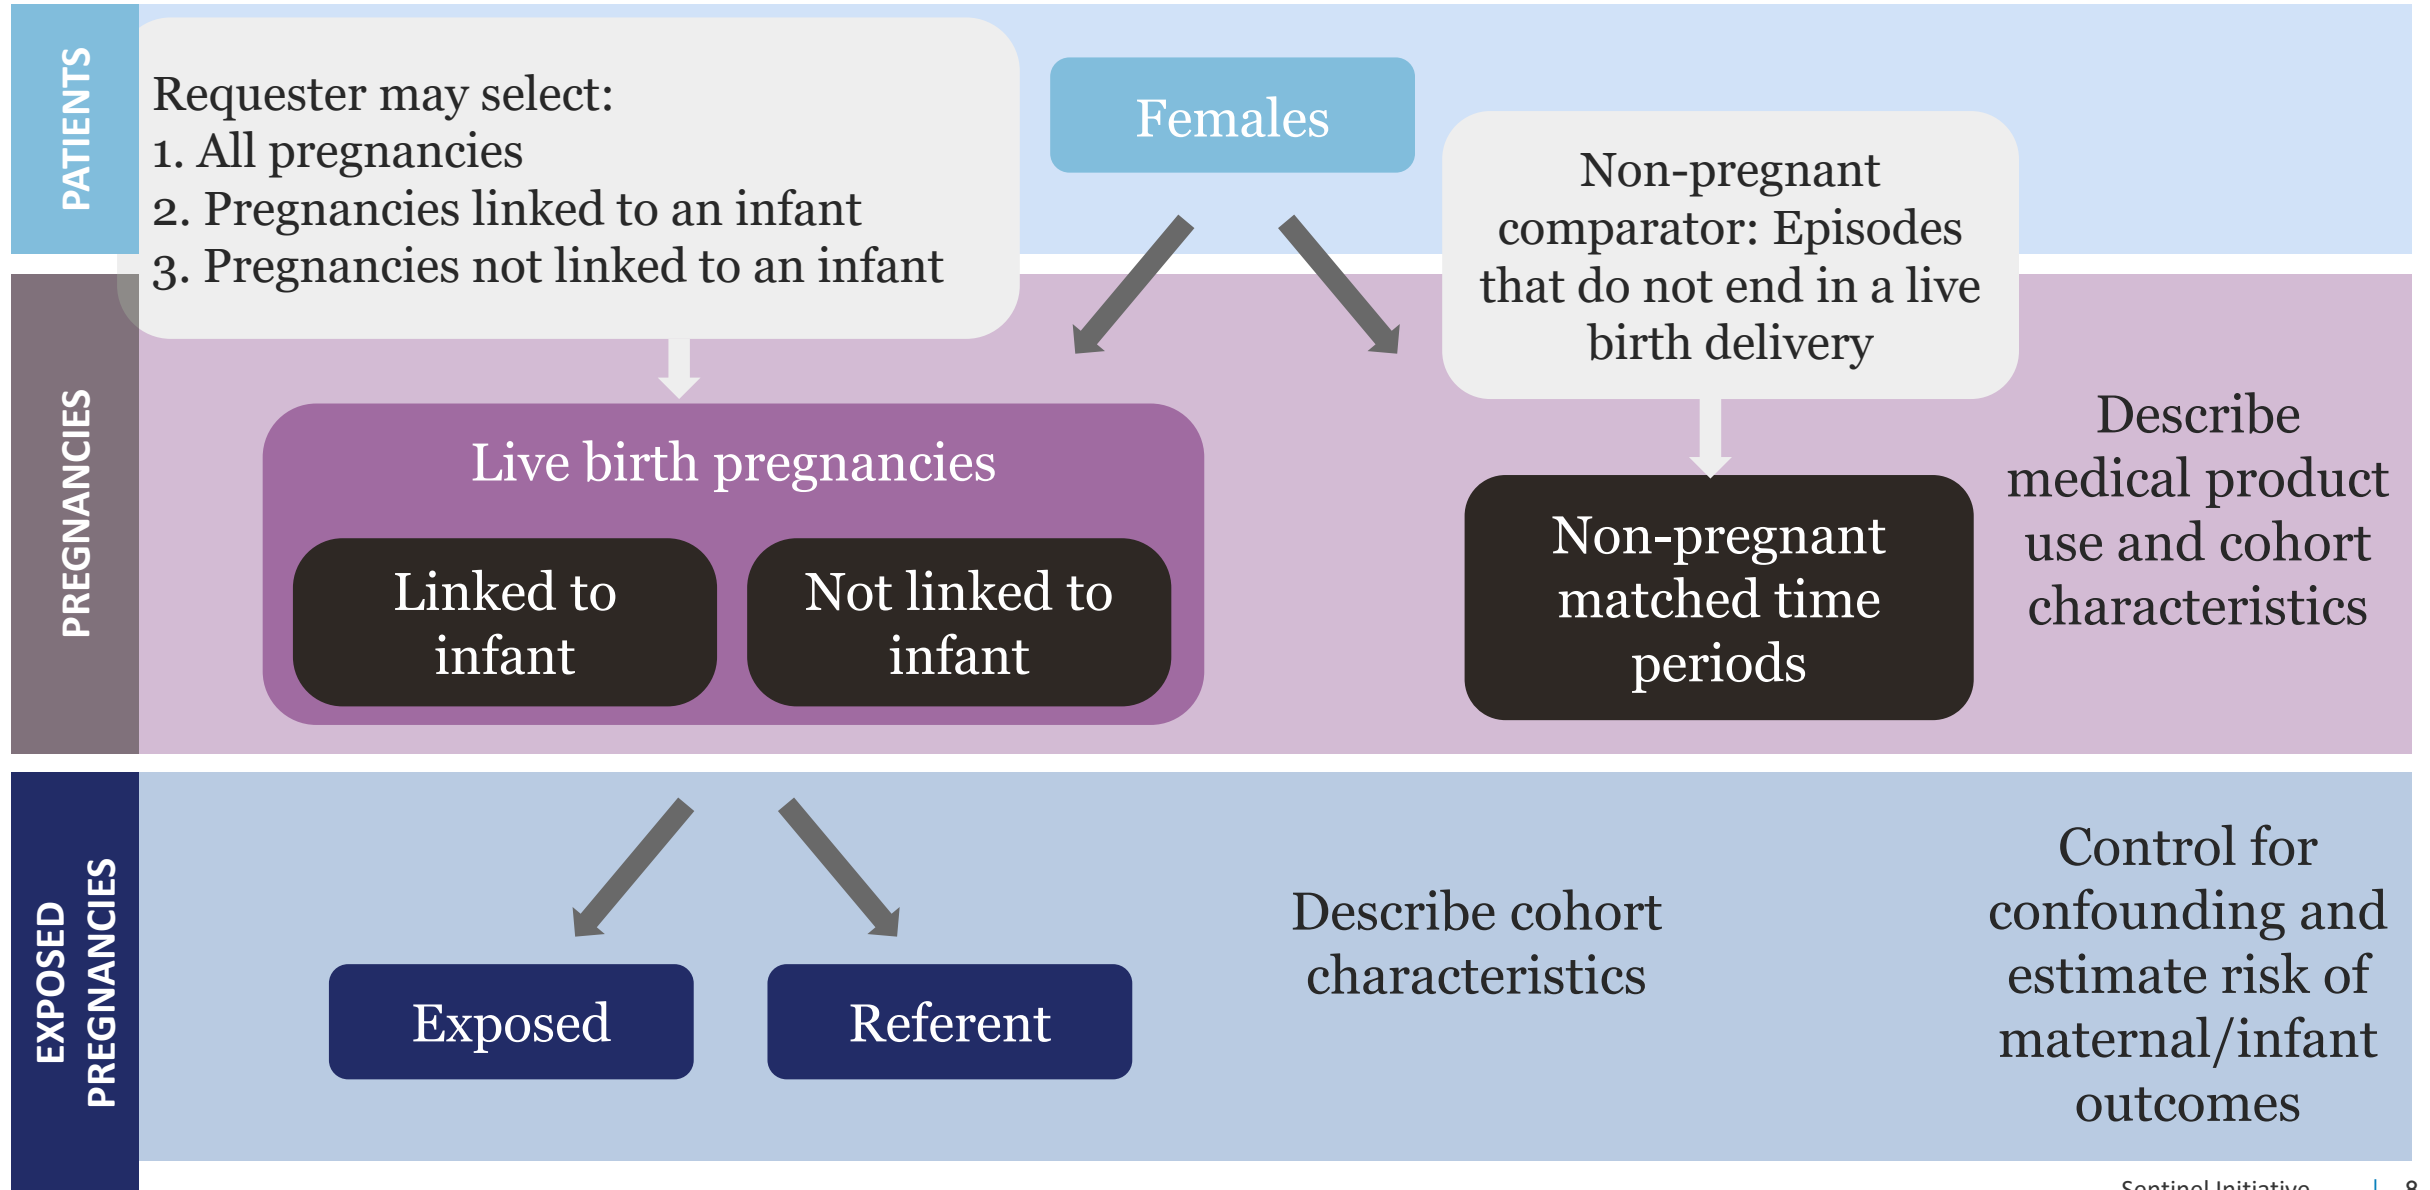 PATIENTS
Requester may select:
1. All pregnancies
2. Pregnancies linked to an infant
3. Pregnancies not linked to an infant
Females
Non-pregnant
comparator: Episodes
that do not end in a live
birth delivery
PREGNANCIES
Live birth pregnancies
Linked to
infant
Not linked to
infant
Non-pregnant
matched time
periods
Describe
medical product
use and cohort
characteristics
EXPOSED
PREGNANCIES
Exposed
Referent
Describe cohort
characteristics
Control for
confounding and
estimate risk of
maternal/infant
outcomes
Sentinel Initiative | 8